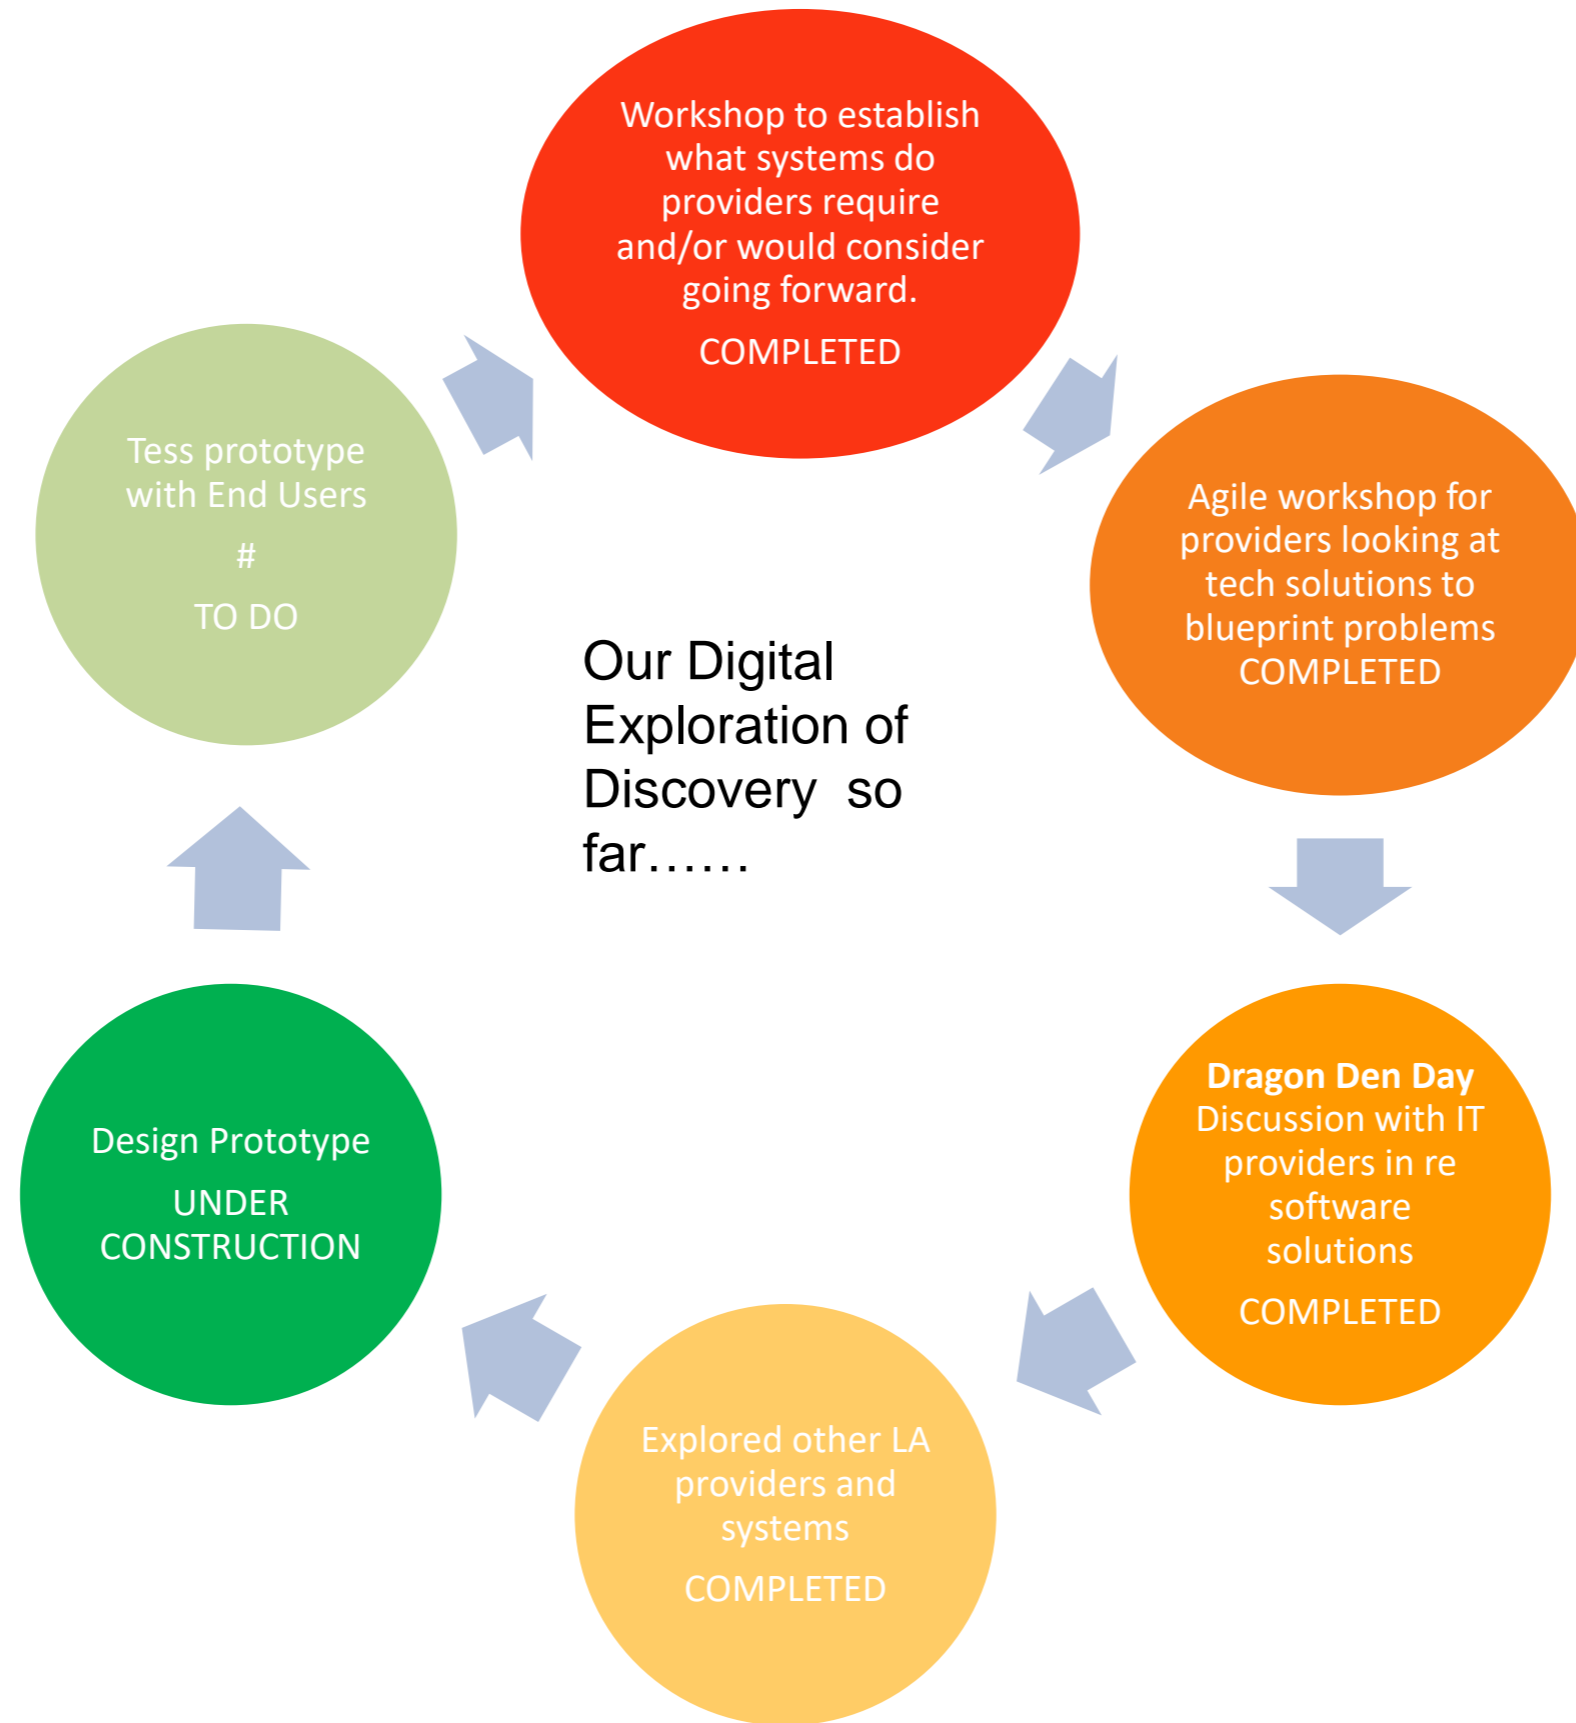 Workshop to establish
what systems do
providers require
and/or would consider
going forward.
COMPLETED
Agile workshop for
providers looking at
tech solutions to
blueprint problems
COMPLETED
Dragon Den Day
Discussion with IT
providers in re
software
solutions
COMPLETED
Explored other LA
providers and
systems
COMPLETED
Design Prototype
UNDER
CONSTRUCTION
Tess prototype
with End Users
#
TO DO
Our Digital
Exploration of
Discovery  so
far……